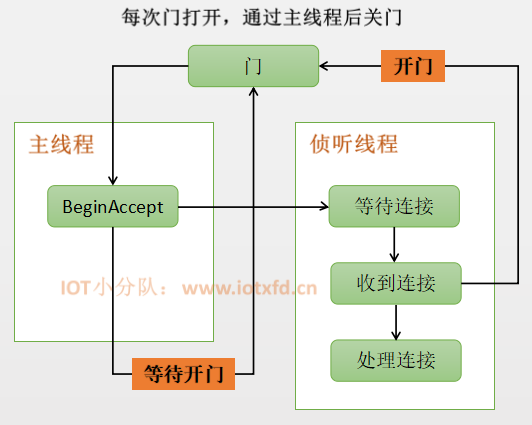 每次门打开，通过主线程后关门
门
开门
主线程
侦听线程
BeginAccept
等待连接
IOT小分队：www.iotxfd.cn
收到连接
等待开门
处理连接